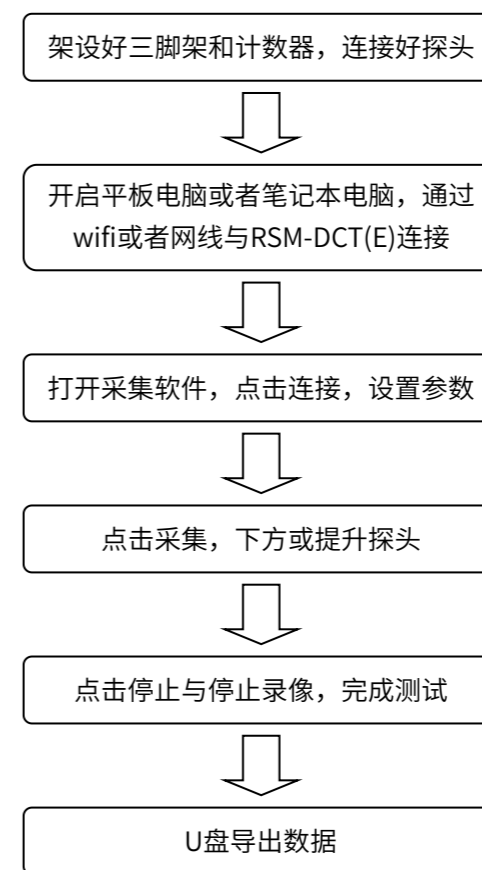 架设好三脚架和计数器，连接好探头
开启平板电脑或者笔记本电脑，通过
wifi或者网线与RSM-DCT(E)连接
打开采集软件，点击连接，设置参数
点击采集，下方或提升探头
点击停止与停止录像，完成测试
U盘导出数据